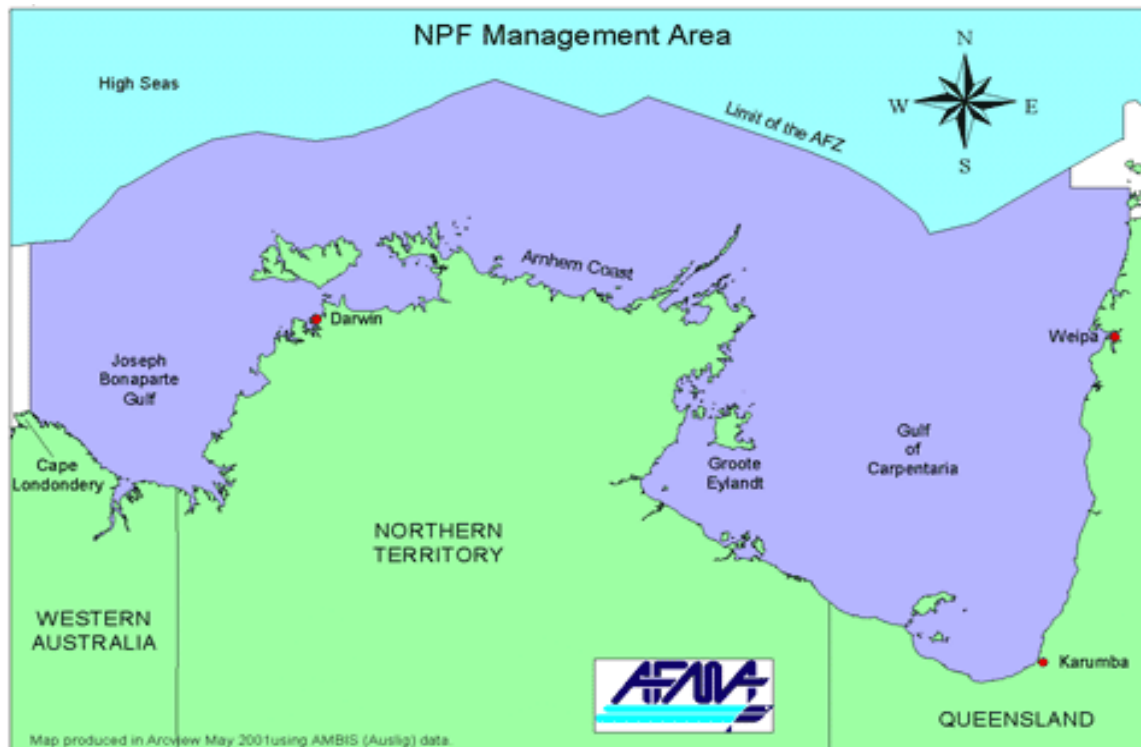 NPF Management Area
High Seas
Limit of the AFZ
N
W
E
S
Arnhem Coast
Darwin
Weipa
Joseph
Bonaparte
Gulf
Gulf
of
Carpentaria
Cape
Londondery
Groote
Eylandt
NORTHERN
TERRITORY
WESTERN
AUSTRALIA
AFMA
Karumba
QUEENSLAND
Map produced in Arcview May 2001using AMBIS (Auslig) data.